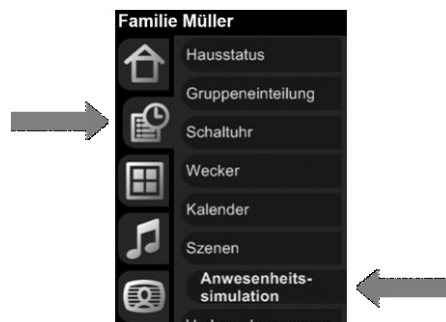 Familie Müller
Hausstatus
Gruppeneinteilung
Schaltuhr
Wecker
Kalender
Szenen
Anwesenheits-
simulation